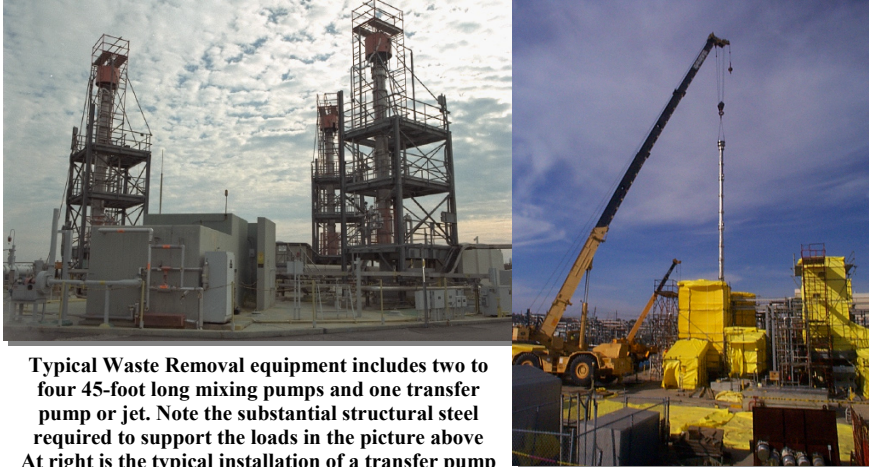 Typical Waste Removal equipment includes two to
four 45-foot long mixing pumps and one transfer
pump or jet. Note the substantial structural steel
required to support the loads in the picture above
At right is the typical installation of a transfer pump